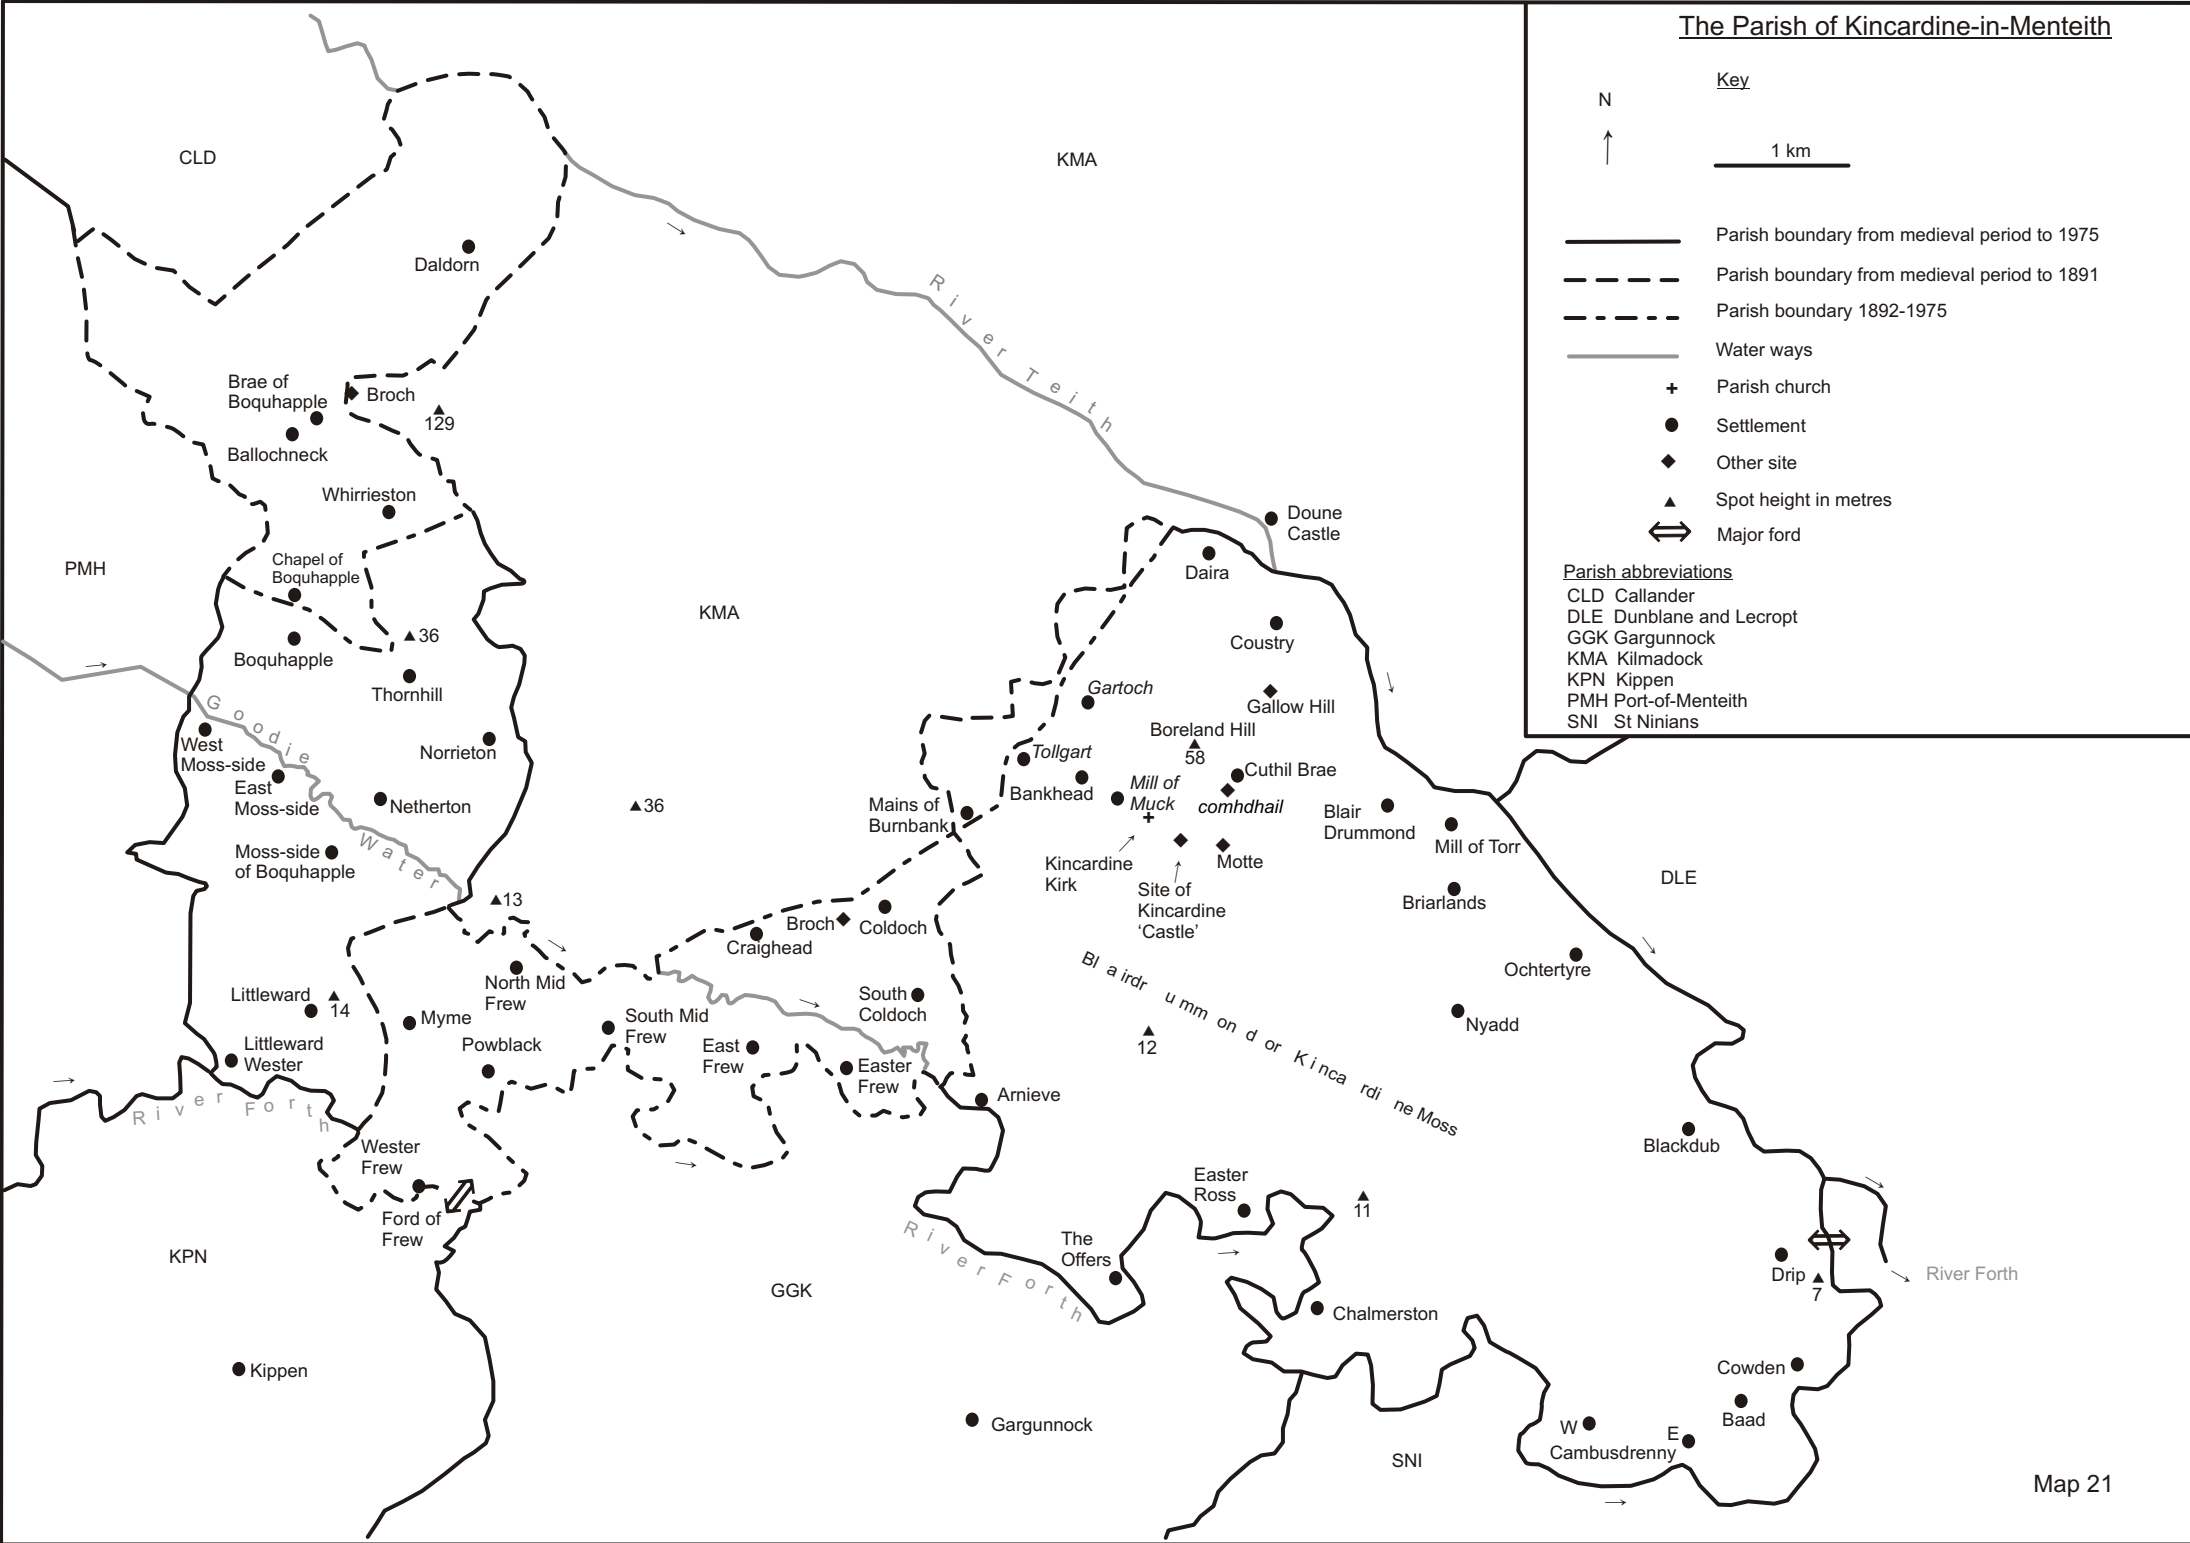 The Parish of Kincardine-in-Menteith
Key
N
1 km
Parish boundary from medieval period to 1975
Parish boundary from medieval period to 1891
Parish boundary 1892-1975
Water ways
Parish church
Settlement
Other site
Spot height in metres
Major ford
Parish abbreviations
CLD Callander
DLE Dunblane and Lecropt
GGK Gargunnock
KMA Kilmadock
KPN Kippen
PMH Port-of-Menteith
SNI St Ninians
CLD
KMA
Daldorn
River Teith
Brae of
Boquhapple
Broch
129
Ballochneck
Whirrieston
Doune
Castle
Chapel of
Boquhapple
PMH
Daira
KMA
36
Country
Boquhapple
Thornhill
Gartoch
Gallow Hill
Goodie
Water
West
Moss-side
Norrieton
Boreland Hill
58
Tollgart
East
Moss-side
Netherton
36
Bankhead
Mill of
Muck
Cuthil Brae
comhdhail
Mains of
Burnbank
Blair
Drummond
Mill of Torr
Moss-side
of Boquhapple
Kincardine
Kirk
Motte
Site of
Kincardine
‘Castle’
DLE
Briarlands
13
Broch
Coldoch
Craighead
Blairdrummond or Kincardine Moss
Ochtertyre
North Mid
Frew
Littleward
14
South
Coldoch
Nyadd
Myme
South Mid
Frew
12
Littleward
Wester
Powblack
East
Frew
Easter
Frew
Arnieve
River Forth
Blackdub
Wester
Frew
Easter
Ross
11
Ford of
Frew
River Forth
The
Offers
KPN
GGK
Drip
7
River Forth
Chalmerston
Kippen
Cowden
Baad
Gargunnock
W
E
Cambusdrenny
SNI
Map 21